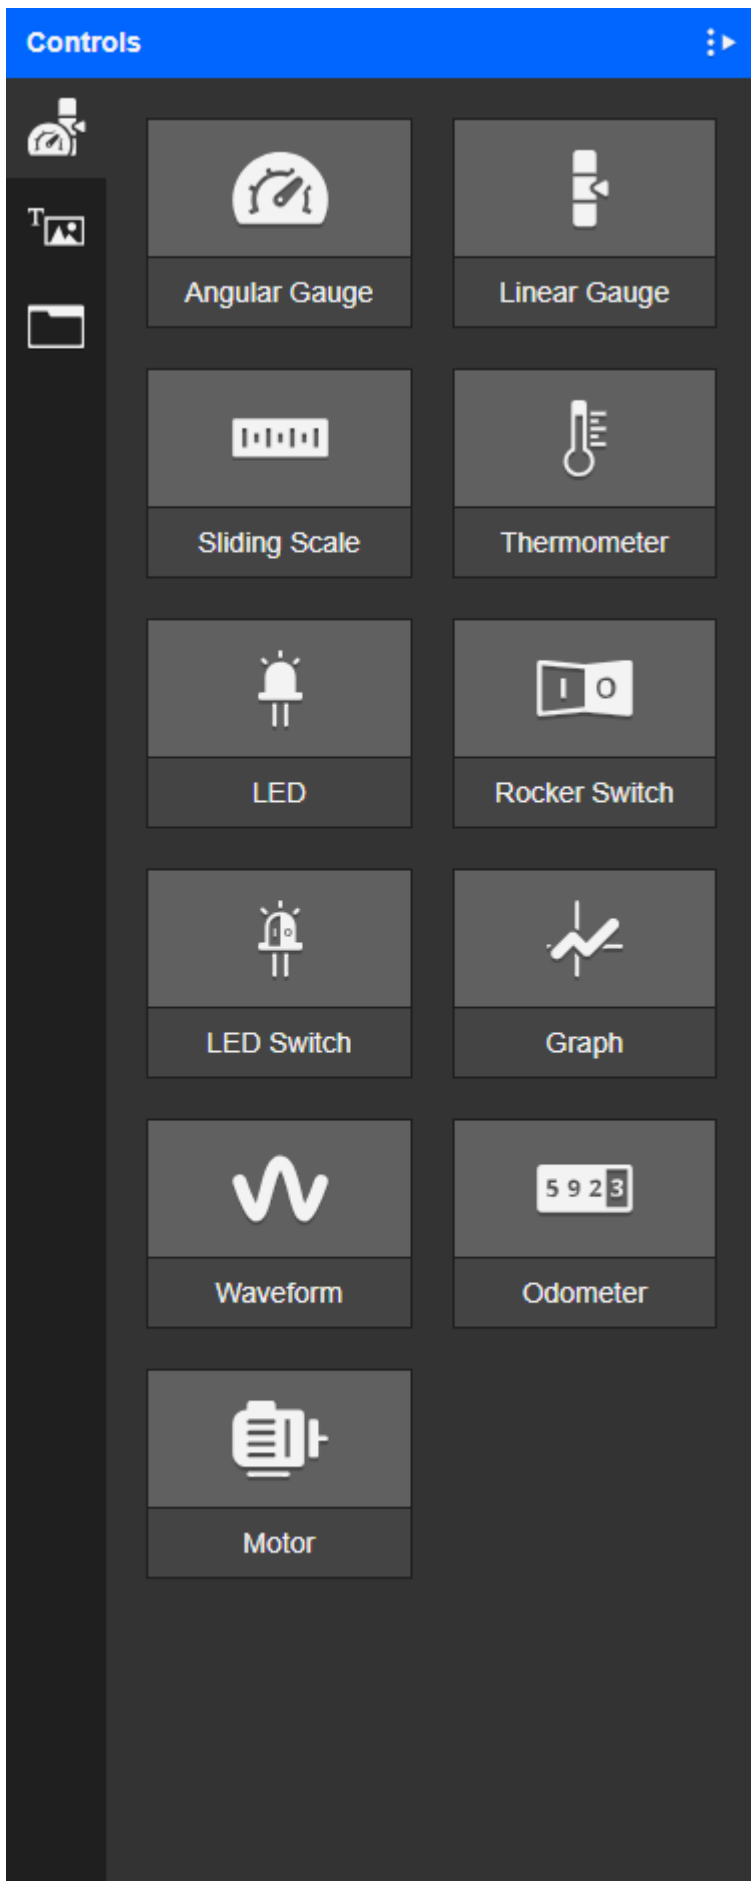 Controls
Angular Gauge
Linear Gauge
T
Sliding Scale
Thermometer
I O
LED
Rocker Switch
I O
LED Switch
Graph
5 9 2 3
Waveform
Odometer
Motor